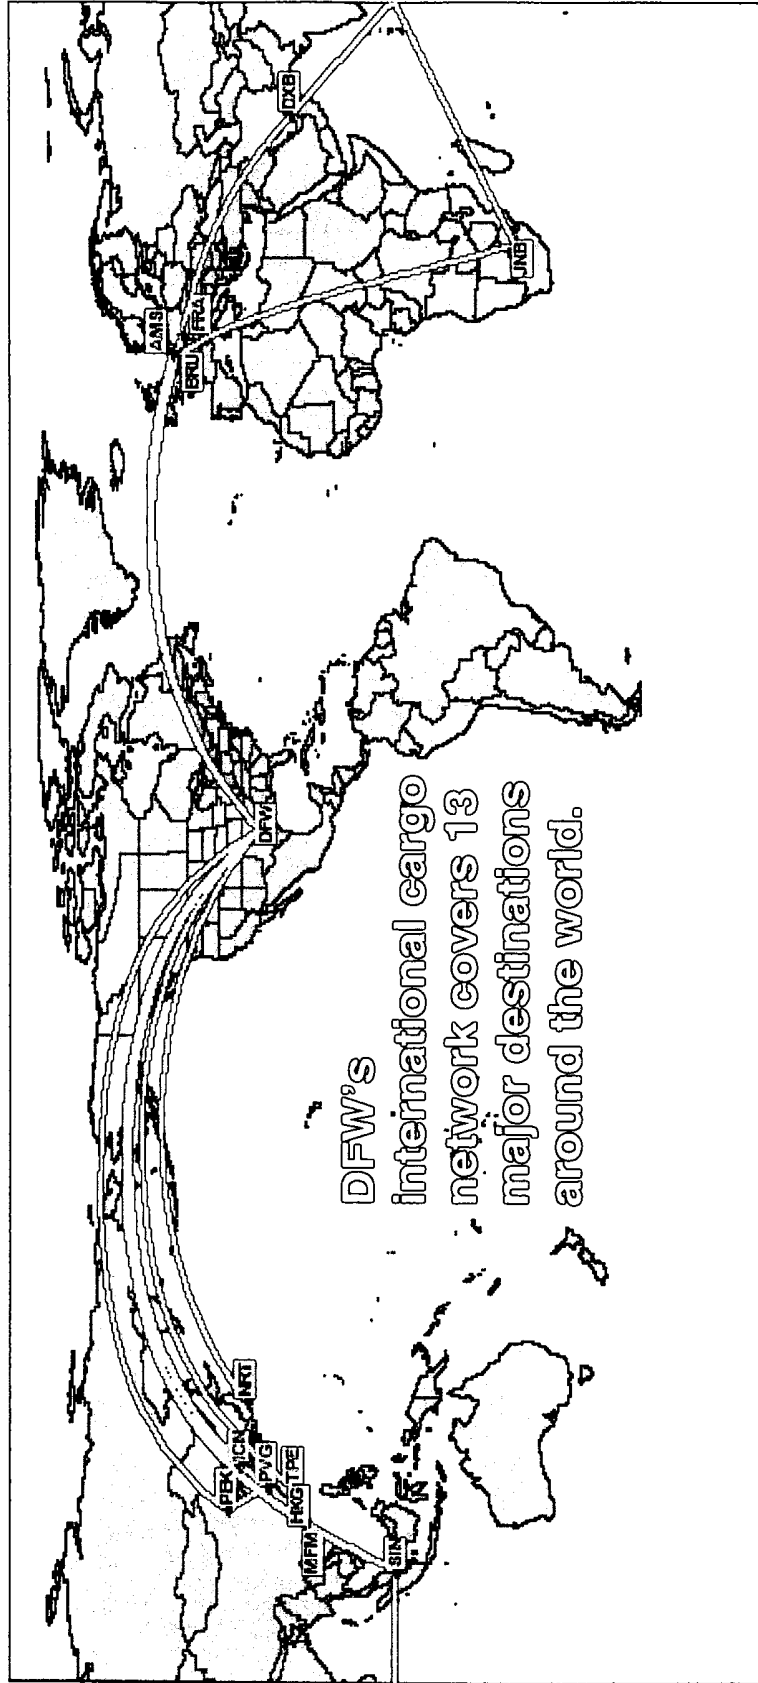 DFW's
international cargo
network covers 13
major destinations
around the world.
PEK
ICN
NRT
PVG
TPE
HKG
MFM
SIN
DFW
AMS
BRU
FRA
DXB
JNB